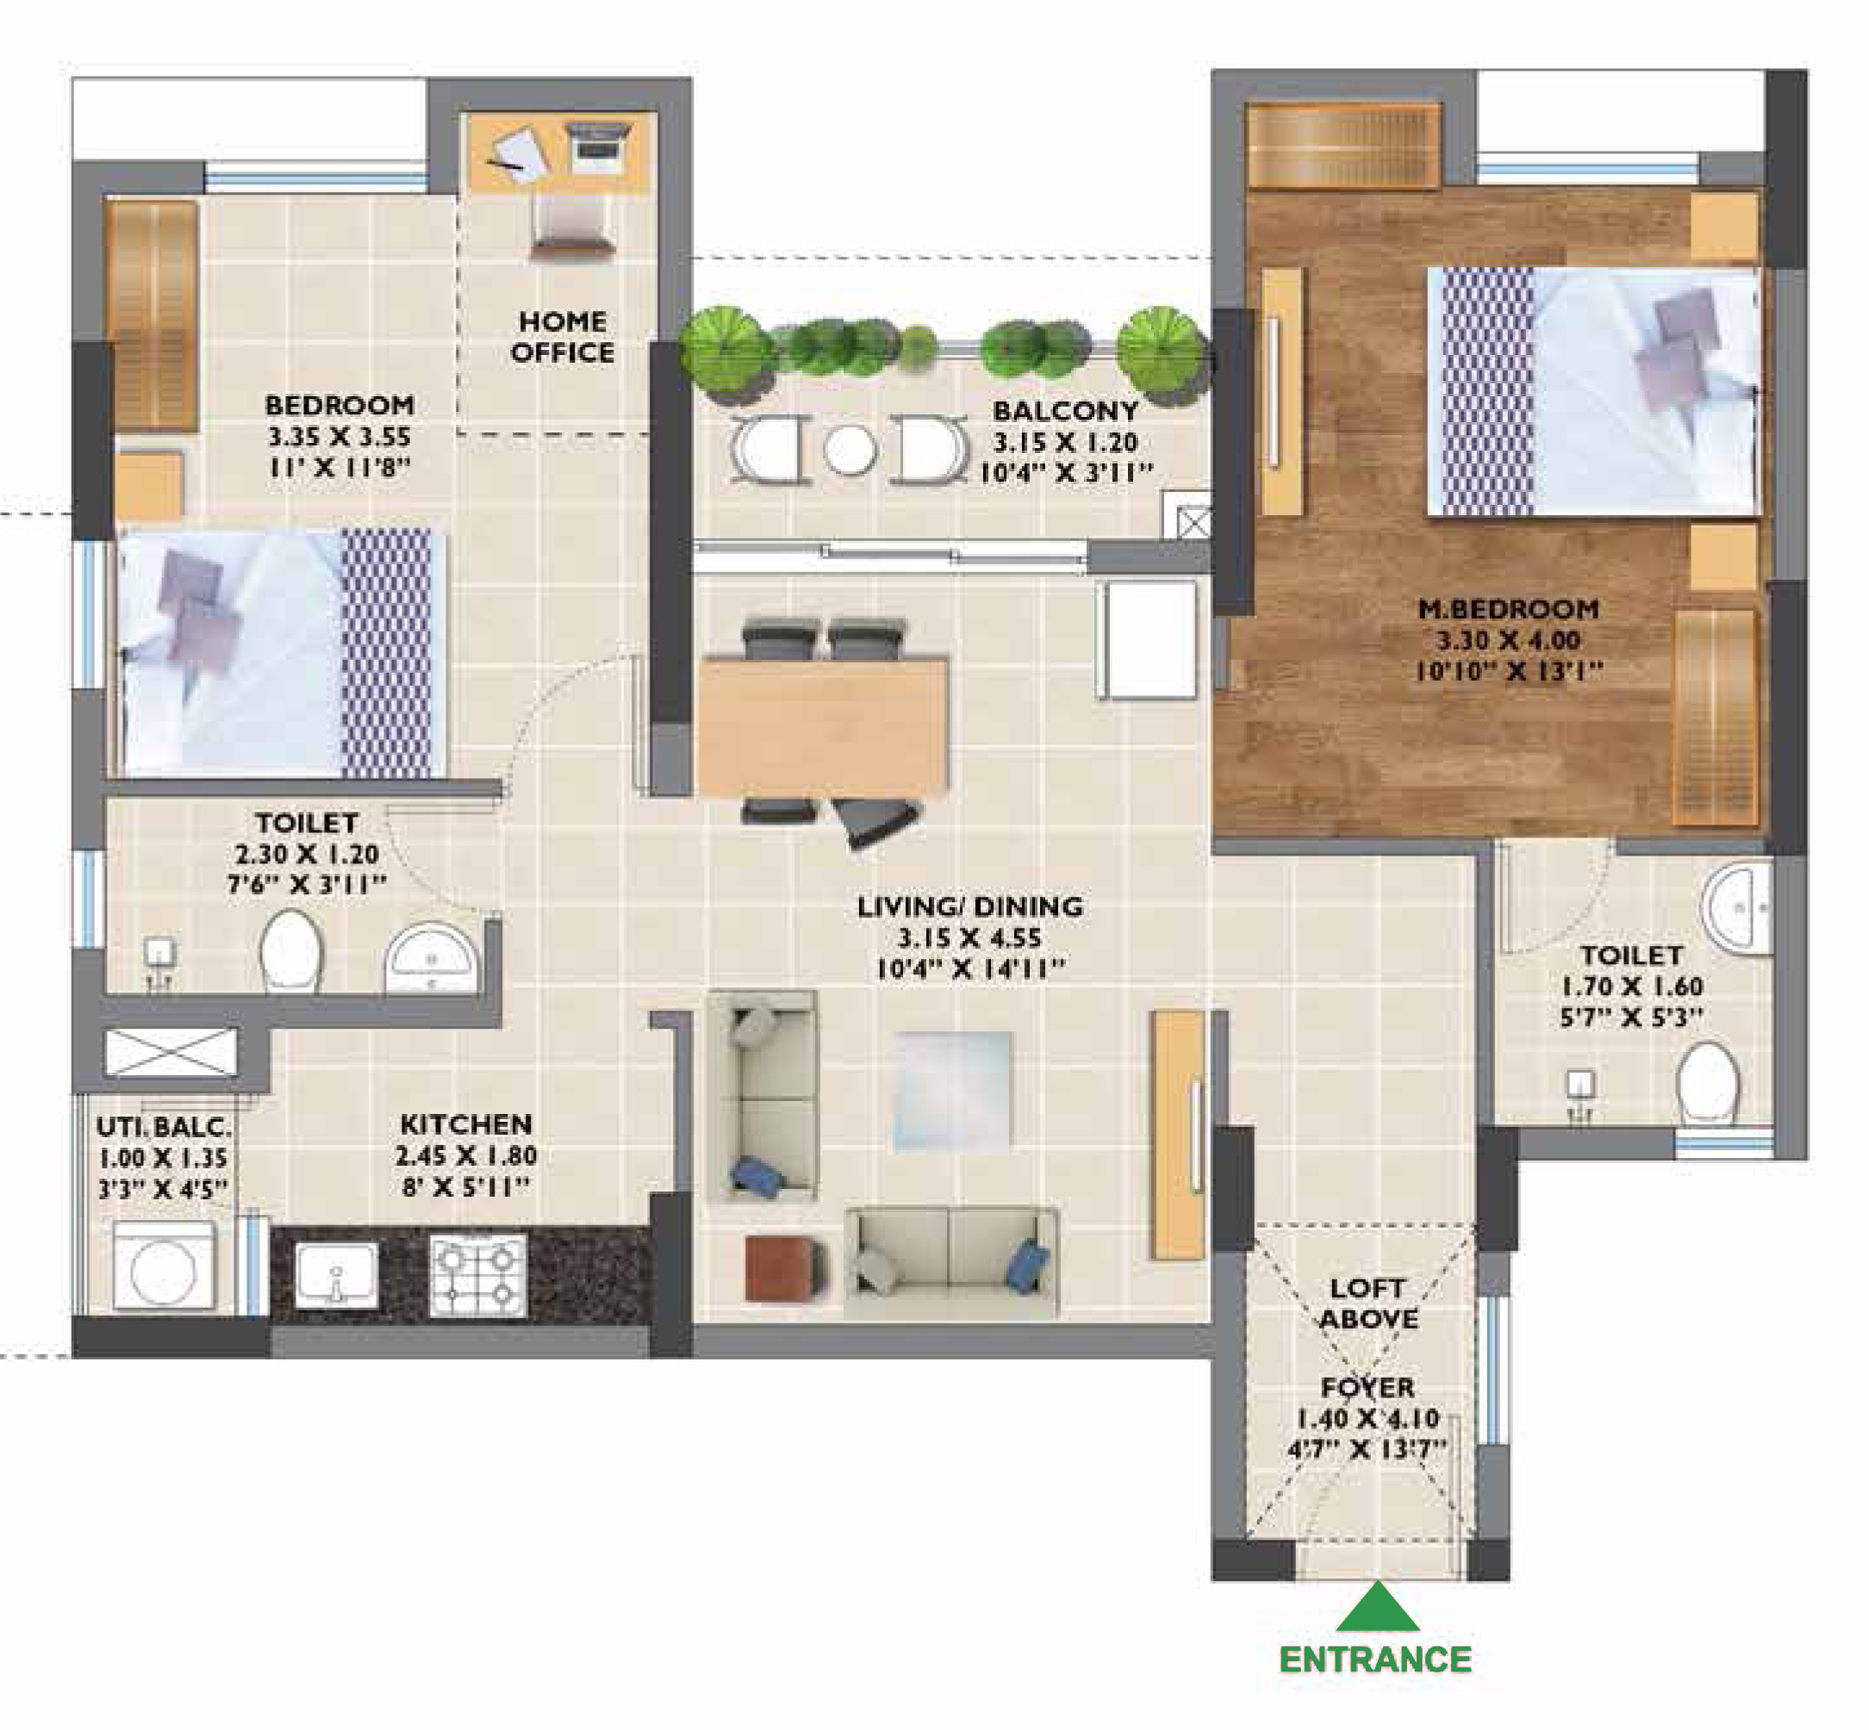 HOME
OFFICE
BEDROOM
3.35 X 3.55
11' X 11'8"
BALCONY
3.15 X 1.20
10'4" X 3'11"
M.BEDROOM
3.30 X 4.00
10'10" X 13'1"
TOILET
2.30 X 1.20
7'6" X 3'11"
LIVING/ DINING
3.15 X 4.55
10'4" X 14'11"
TOILET
1.70 X 1.60
5'7" X 5'3"
UTI. BALC.
1.00 X 1.35
3'3" X 4'5"
KITCHEN
2.45 X 1.80
8' X 5'11"
LOFT
ABOVE
FOYER
1.40 X 4.10
4'7" X 13'7"
ENTRANCE